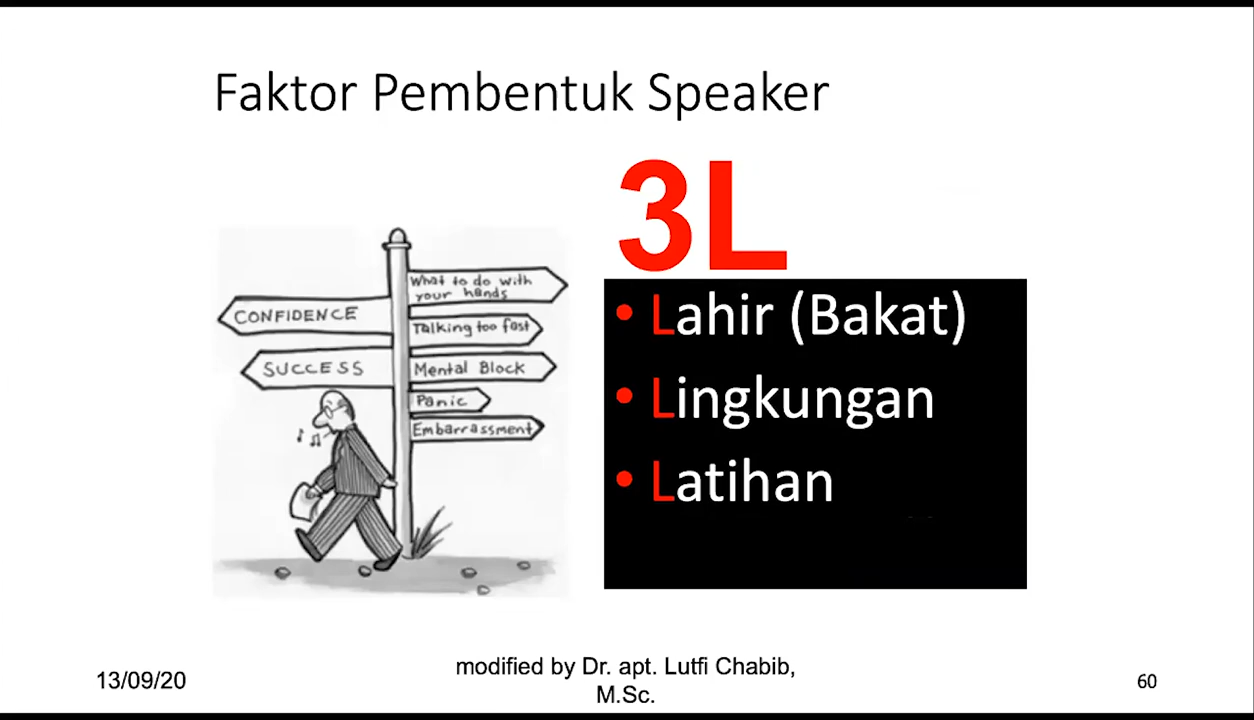 Faktor Pembentuk Speaker
3L
• Lahir (Bakat)
• Lingkungan
• Latihan
CONFIDENCE
SUCCESS
What to do with
your hands
Talking too fast
Mental Block
Panic
Embarrassment
13/09/20
modified by Dr. apt. Lutfi Chabib,
M.Sc.
60